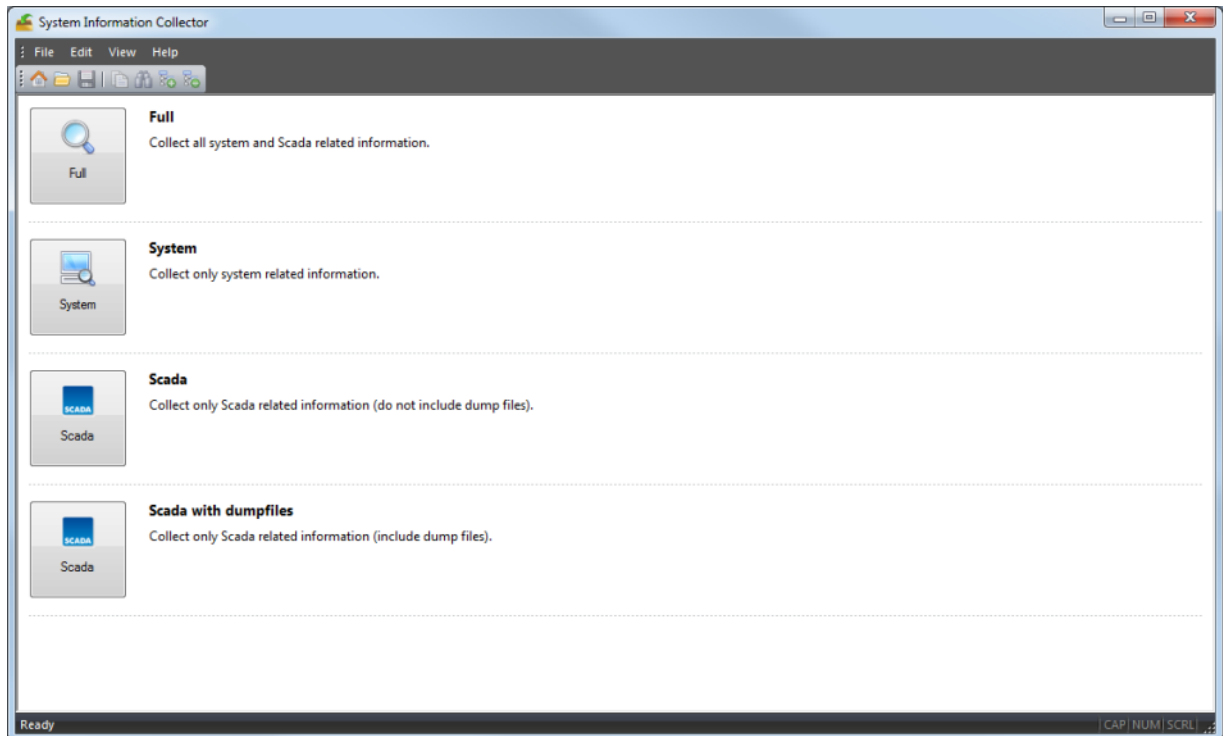 System Information Collector
File Edit View Help
Full
Collect all system and Scada related information.
Full
System
Collect only system related information.
System
Scada
Collect only Scada related information (do not include dump files).
SCADA
Scada
Scada with dumpfiles
Collect only Scada related information (include dump files).
SCADA
Scada
Ready CAP NUM SCRL